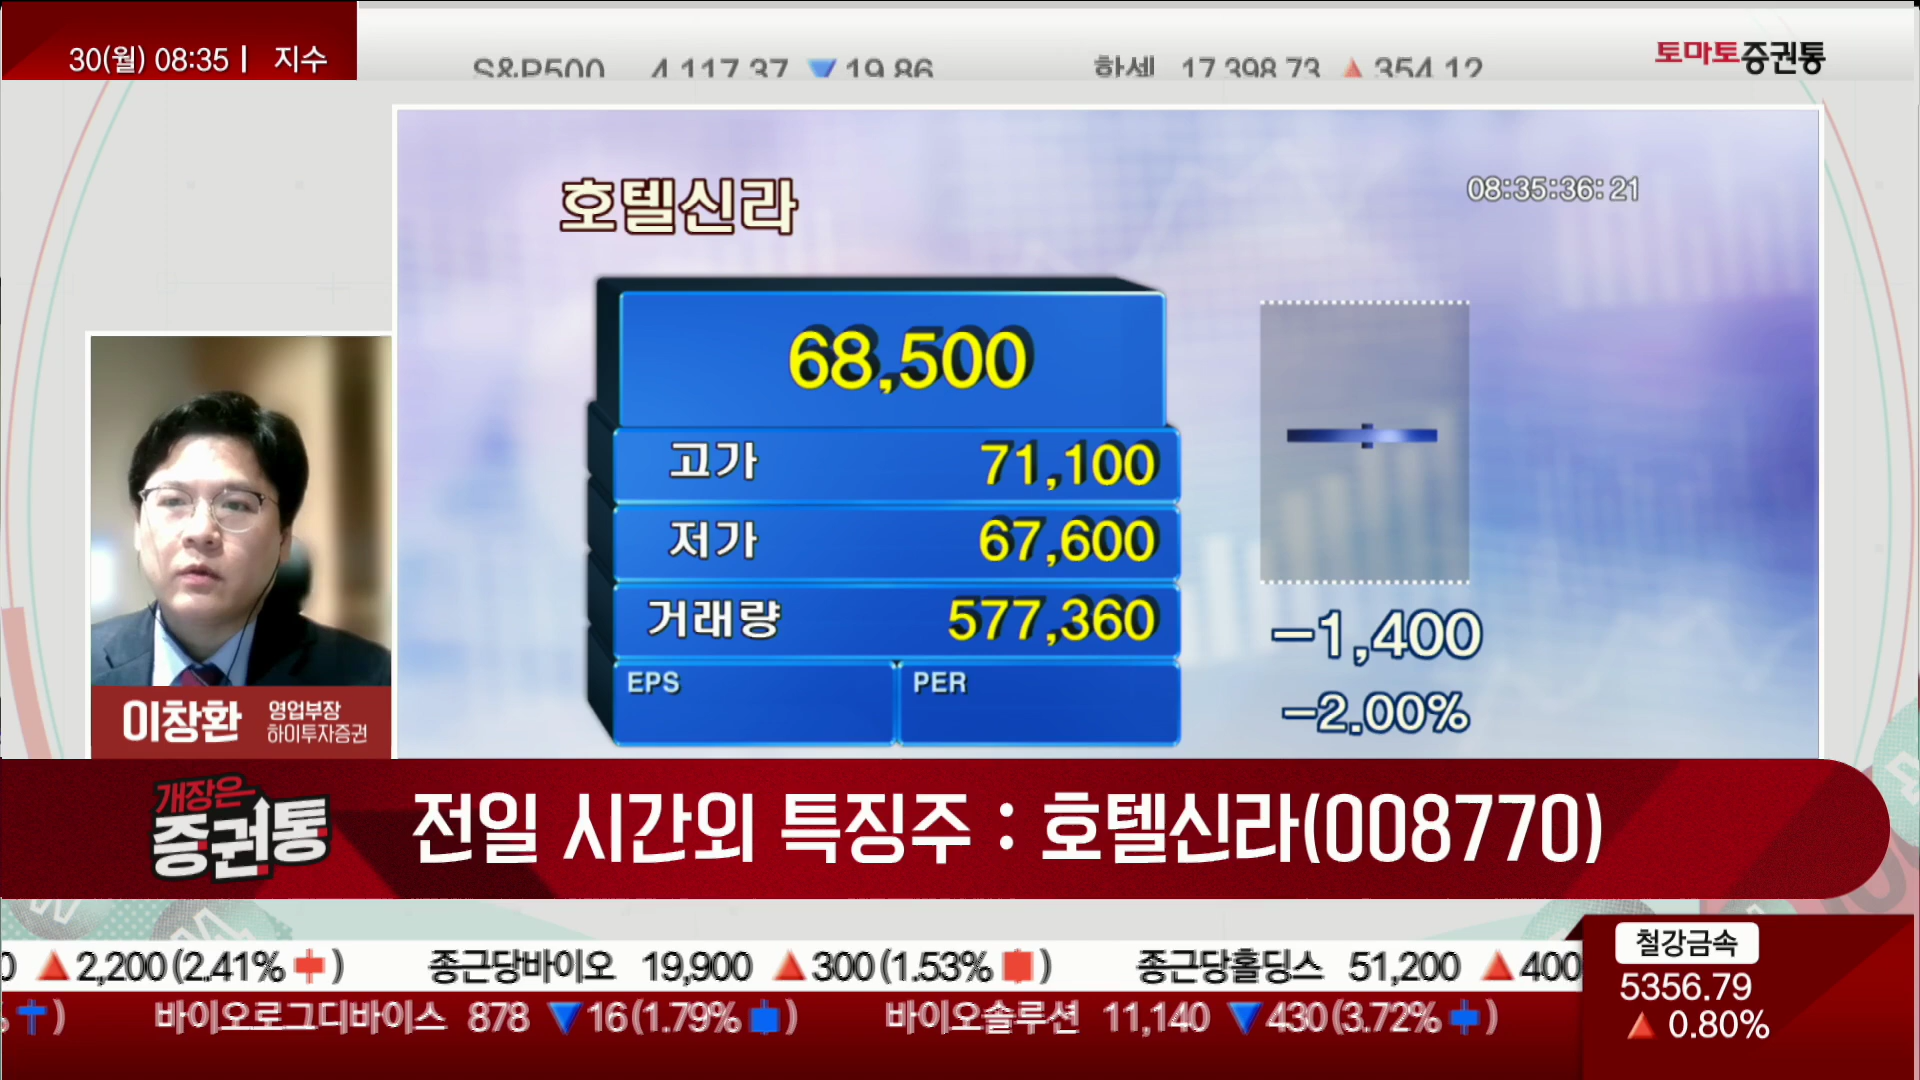 30(월) 08:35 | 지수
S&P500 4,117.37 ▼ 19.86 항셍 17,398.73 ▲ 354.12
토마토증권통
호텔신라
08:35:36:21
68,500
고가 71,100
저가 67,600
거래량 577,360
EPS PER
-1,400
-2.00%
이창환 영업부장
하이투자증권
개장은
증권통
전일 시간외 특징주 : 호텔신라(008770)
0 ▲2,200(2.41% ) 종근당바이오 19,900 ▲300(1.53% ) 종근당홀딩스 51,200 ▲400
% ) 바이오로그디바이스 878 ▼16(1.79% ) 바이오솔루션 11,140 ▼430(3.72% )
철강금속
5356.79
▲ 0.80%